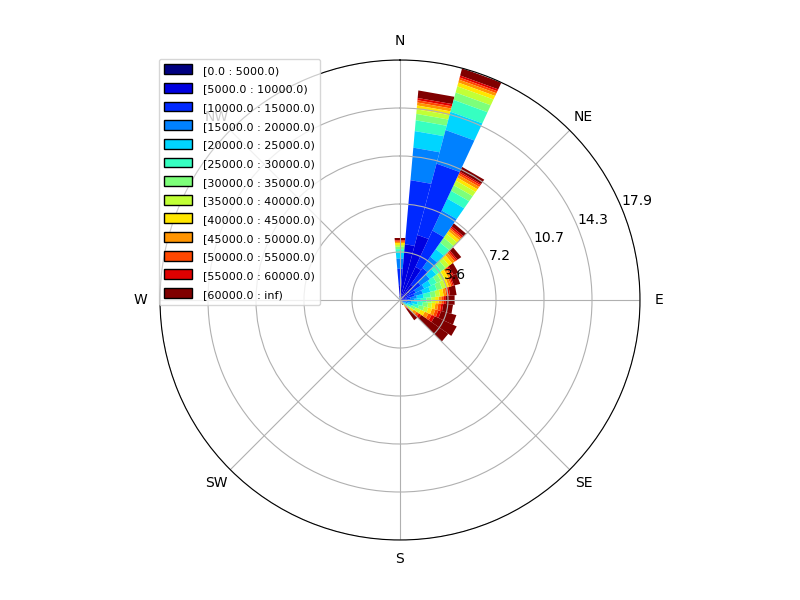 N
[0.0 : 5000.0)
[5000.0 : 10000.0)
[10000.0 : 15000.0)
[15000.0 : 20000.0)
[20000.0 : 25000.0)
[25000.0 : 30000.0)
[30000.0 : 35000.0)
[35000.0 : 40000.0)
[40000.0 : 45000.0)
[45000.0 : 50000.0)
[50000.0 : 55000.0)
[55000.0 : 60000.0)
[60000.0 : inf)
NW
NE
17.9
14.3
10.7
7.2
3.6
W
E
SW
SE
S